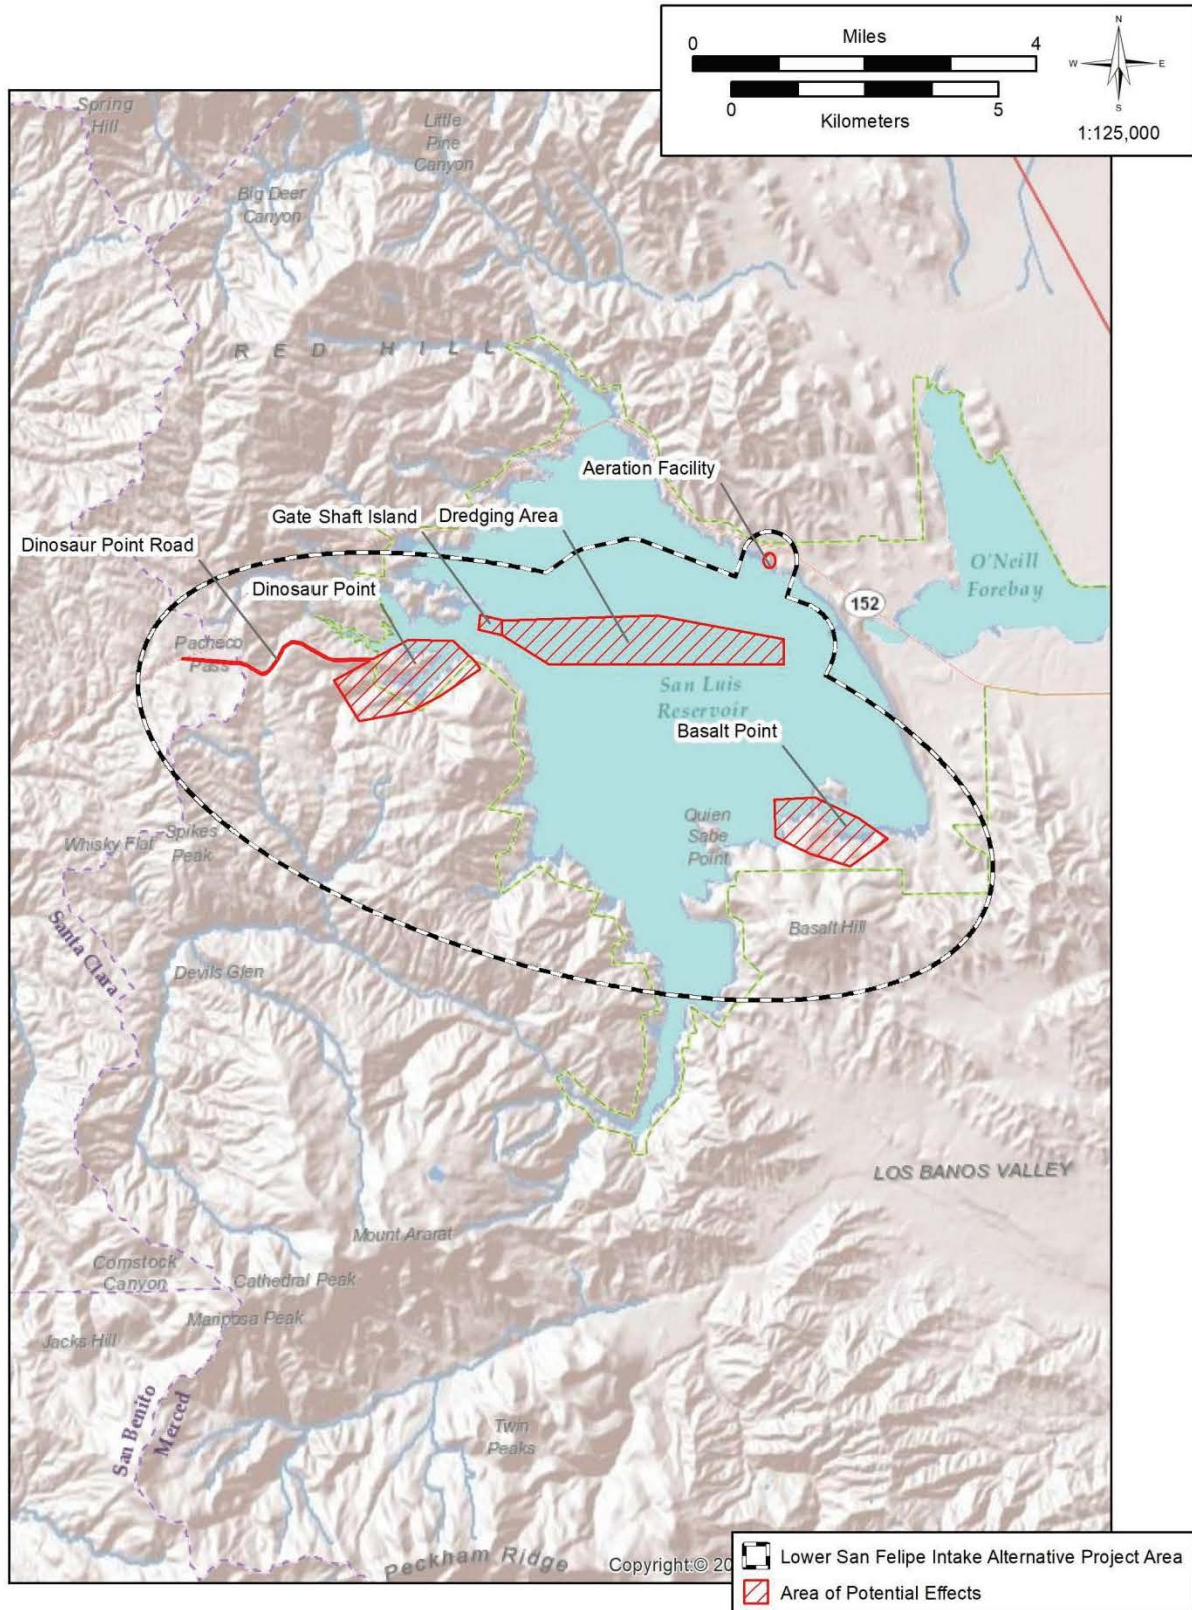 0
Miles
4
0
5
Kilometers
N
W
E
S
1:125,000
Spring
Hill
Little
Pine
Canyon
Big Deer
Canyon
RED HILL
Aeration Facility
Gate Shaft Island
Dredging Area
Dinosaur Point Road
Dinosaur Point
O'Neill
Forebay
152
Pacheco
Pass
San Luis
Reservoir
Basalt Point
Quien
Sabe
Point
Whisky Flat
Spikes
Peak
Basalt Hill
Santa Clara
Devils Glen
LOS BANOS VALLEY
Mount Ararat
Comstock
Canyon
Cathedral Peak
Mariposa Peak
Jacks Hill
San Benito
Merced
Twin
Peaks
Peckham Ridge
Copyright:© 20
Lower San Felipe Intake Alternative Project Area
Area of Potential Effects